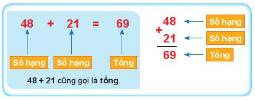 48 + 21 = 69
Số hạng Số hạng Tổng
48 + 21 cũng gọi là tổng.
48 Số hạng
+
21 Số hạng
69 Tổng